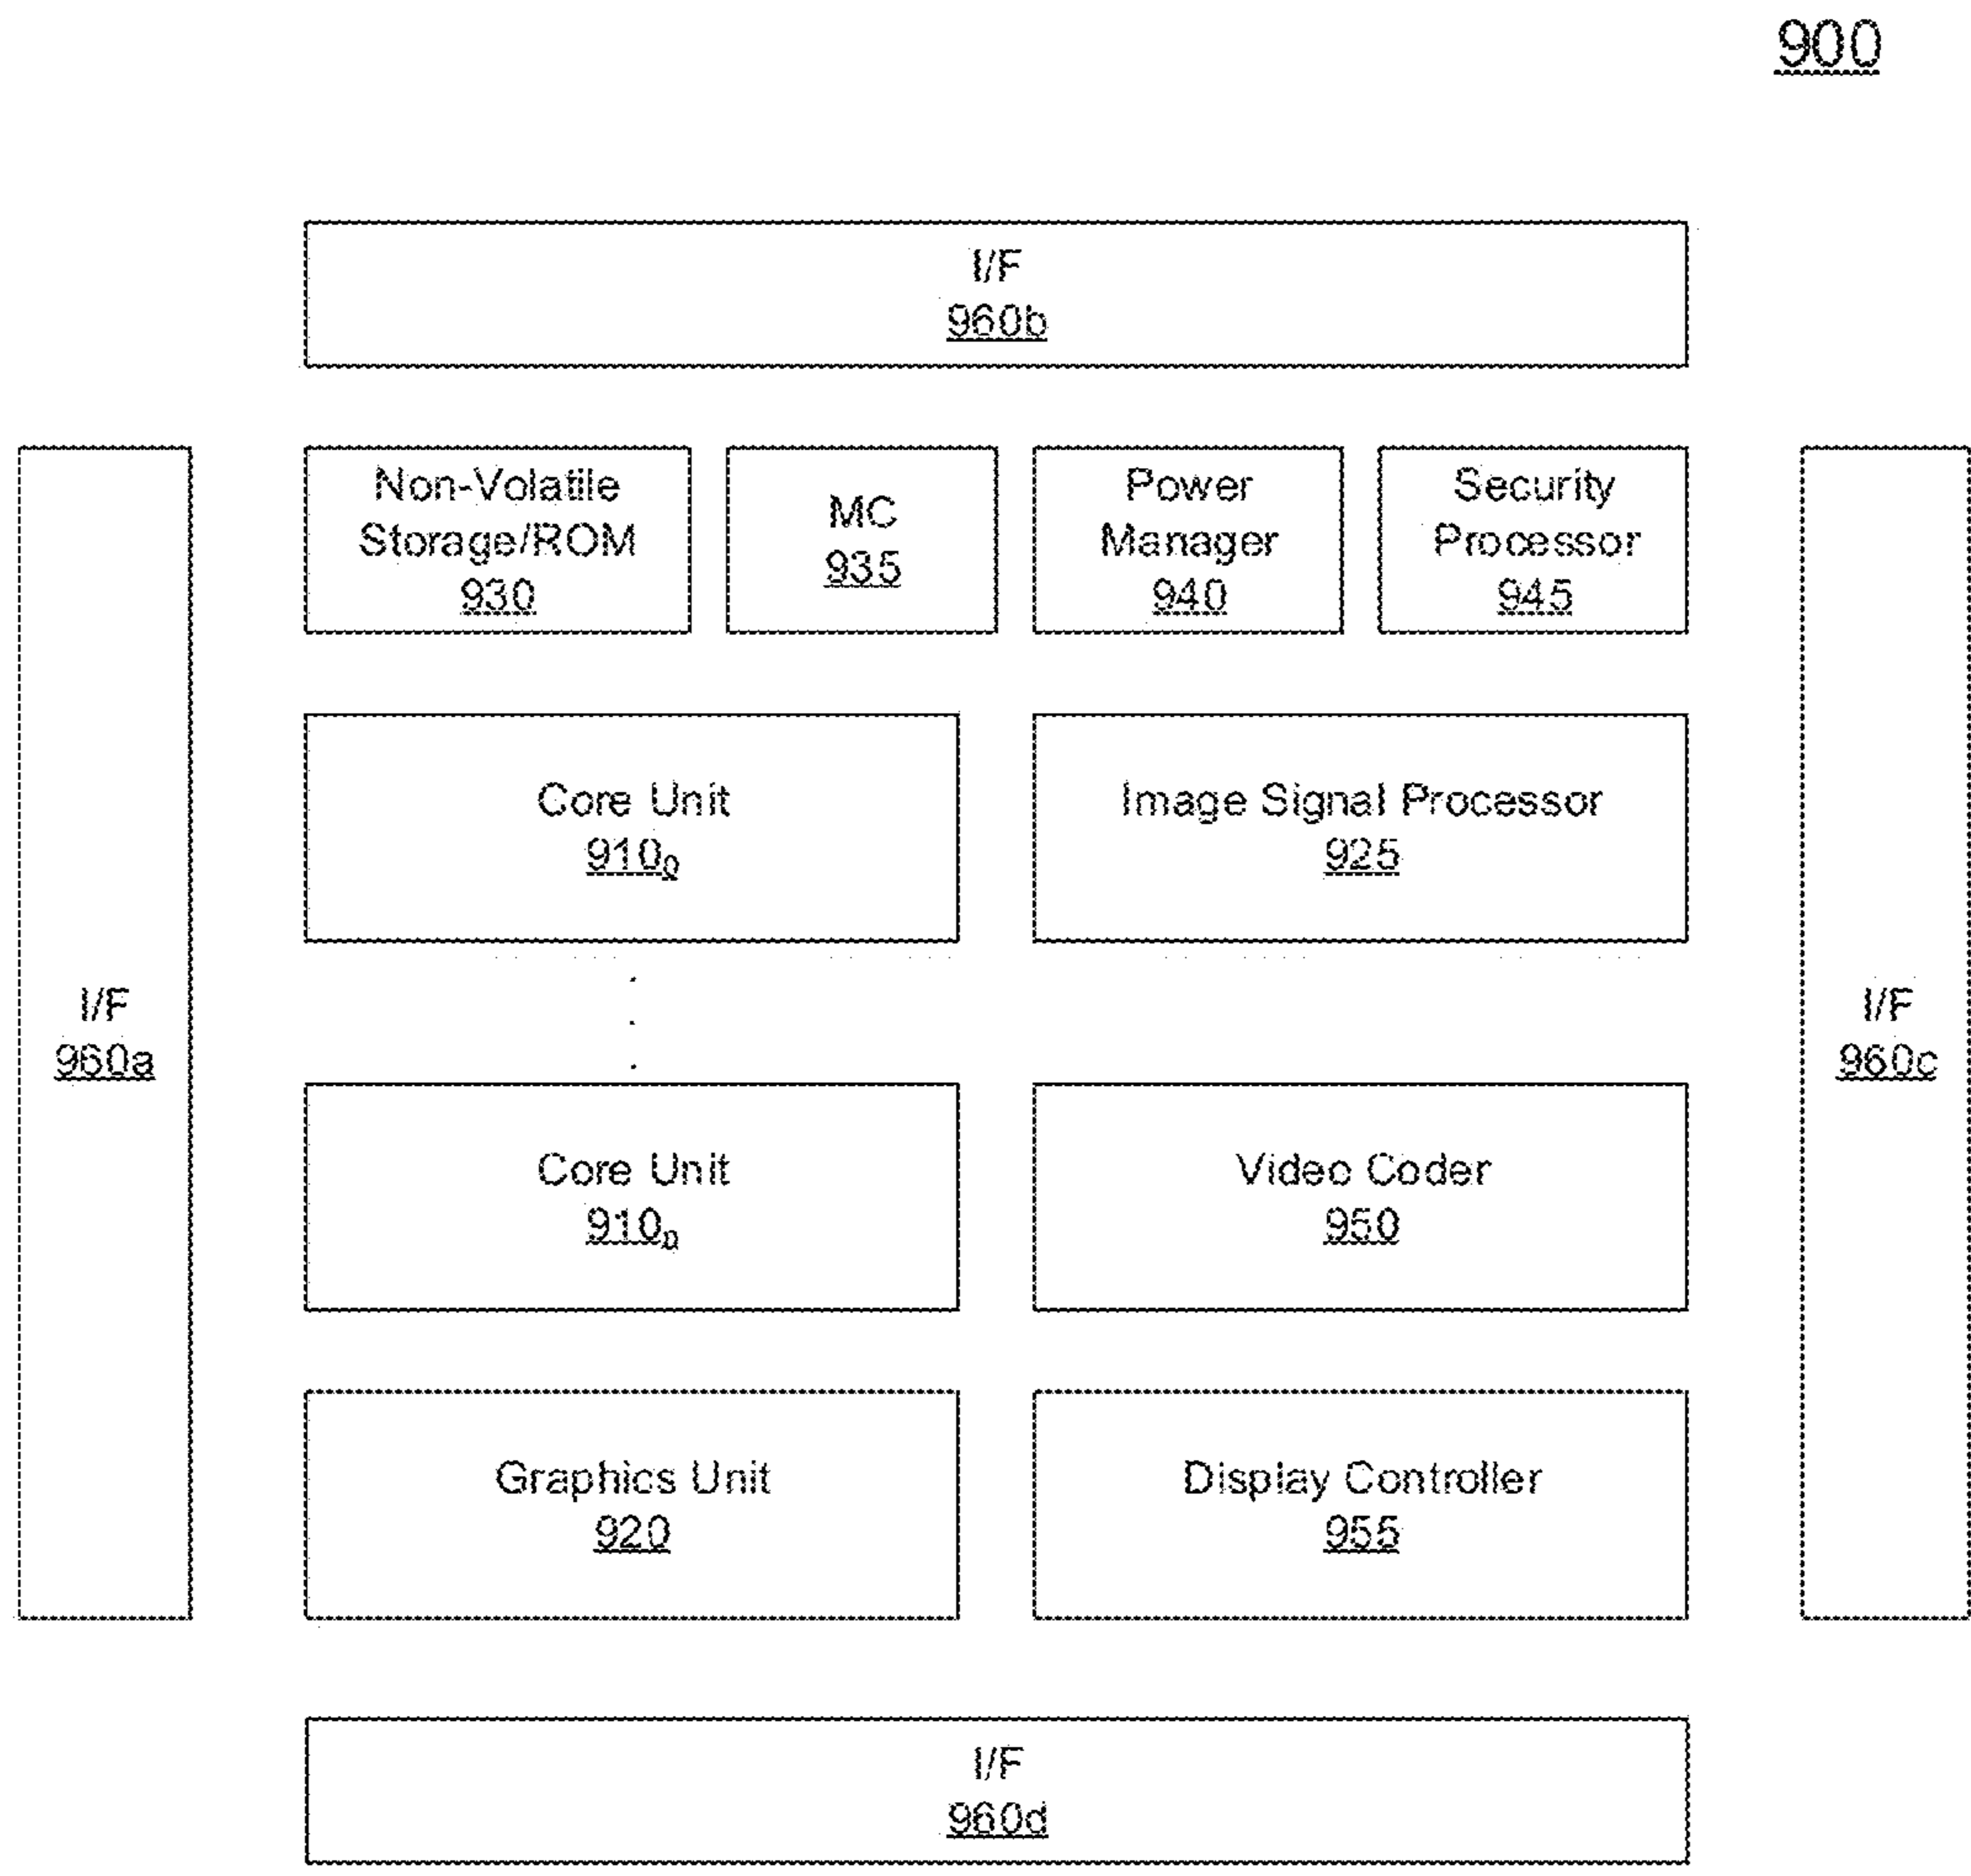 900
I/F
960b
Non-Volatile
Storage/ROM
930
MC
935
Power
Manager
940
Security
Processor
945
Core Unit
910₀
Image Signal Processor
925
I/F
960a
I/F
960c
Core Unit
910ₙ
Video Coder
950
Graphics Unit
920
Display Controller
955
I/F
960d